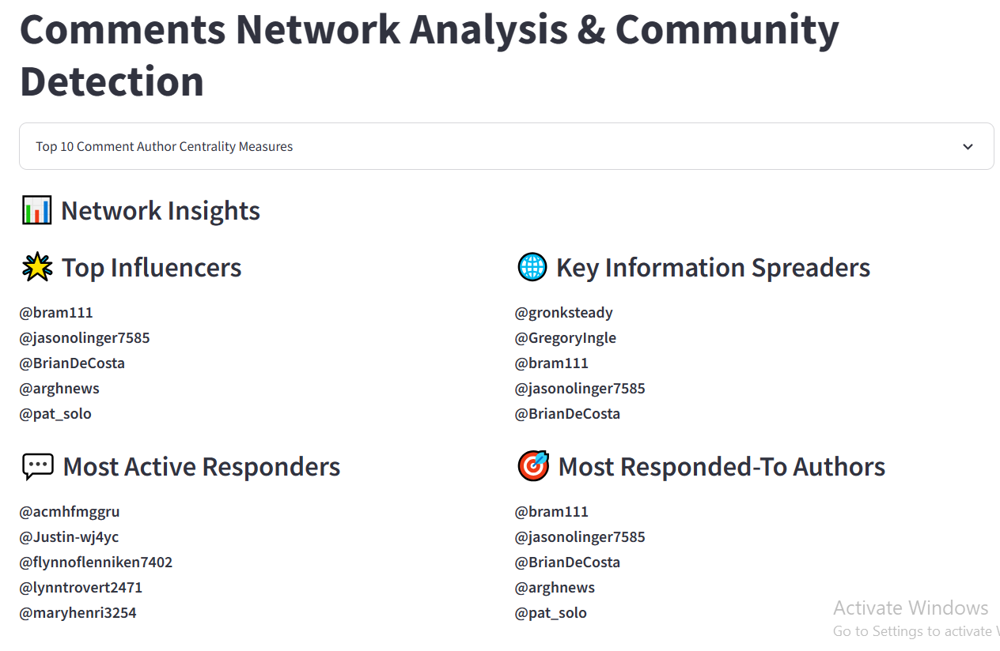 Comments Network Analysis & Community
Detection
Top 10 Comment Author Centrality Measures
Network Insights
Top Influencers
@bram111
@jasonolinger7585
@BrianDeCosta
@arghnews
@pat_solo
Key Information Spreaders
@gronksteady
@GregoryIngle
@bram111
@jasonolinger7585
@BrianDeCosta
Most Active Responders
@acmhfmggru
@Justin-wj4yc
@flynnoflenniken7402
@lynntrovert2471
@maryhenri3254
Most Responded-To Authors
@bram111
@jasonolinger7585
@BrianDeCosta
@arghnews
@pat_solo
Activate Windows
Go to Settings to activate